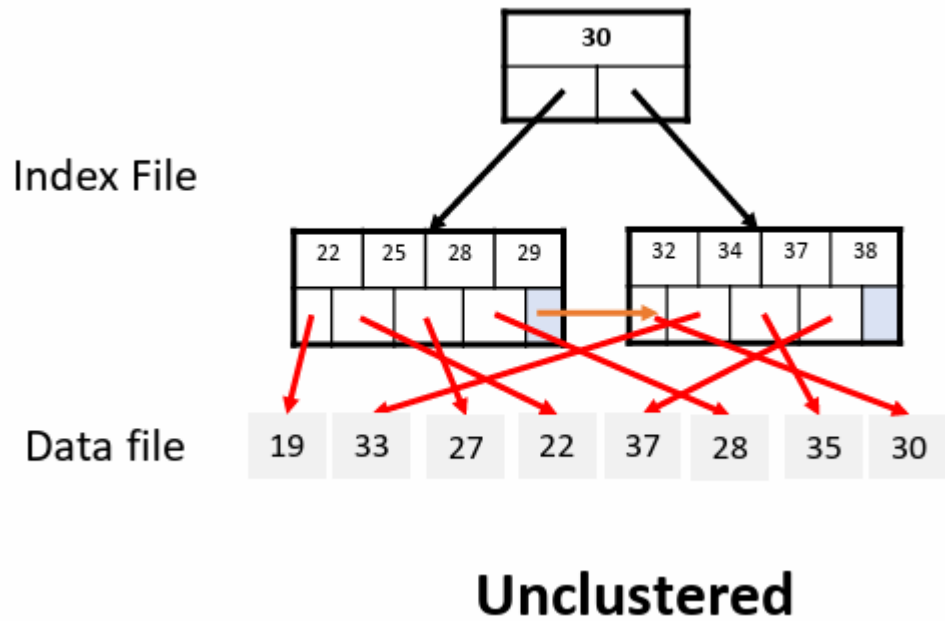 30
Index File
22 25 28 29 32 34 37 38
Data file 19 33 27 22 37 28 35 30
Unclustered